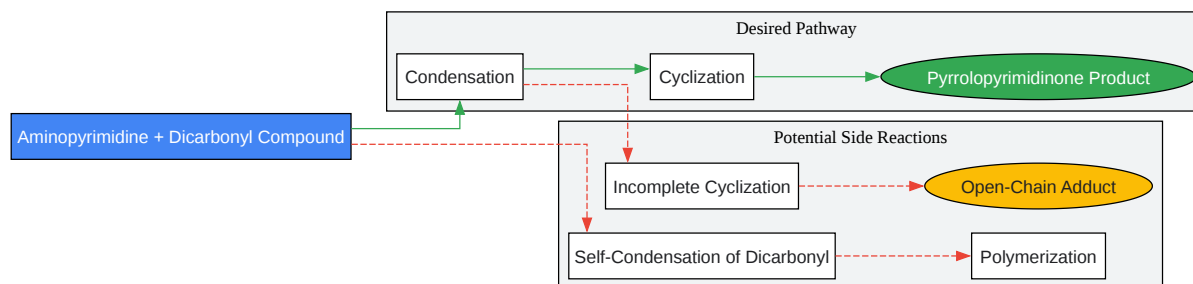 Desired Pathway
Condensation
Cyclization
Pyrrolopyrimidinone Product
Aminopyrimidine + Dicarbonyl Compound
Potential Side Reactions
Incomplete Cyclization
Open-Chain Adduct
Self-Condensation of Dicarbonyl
Polymerization